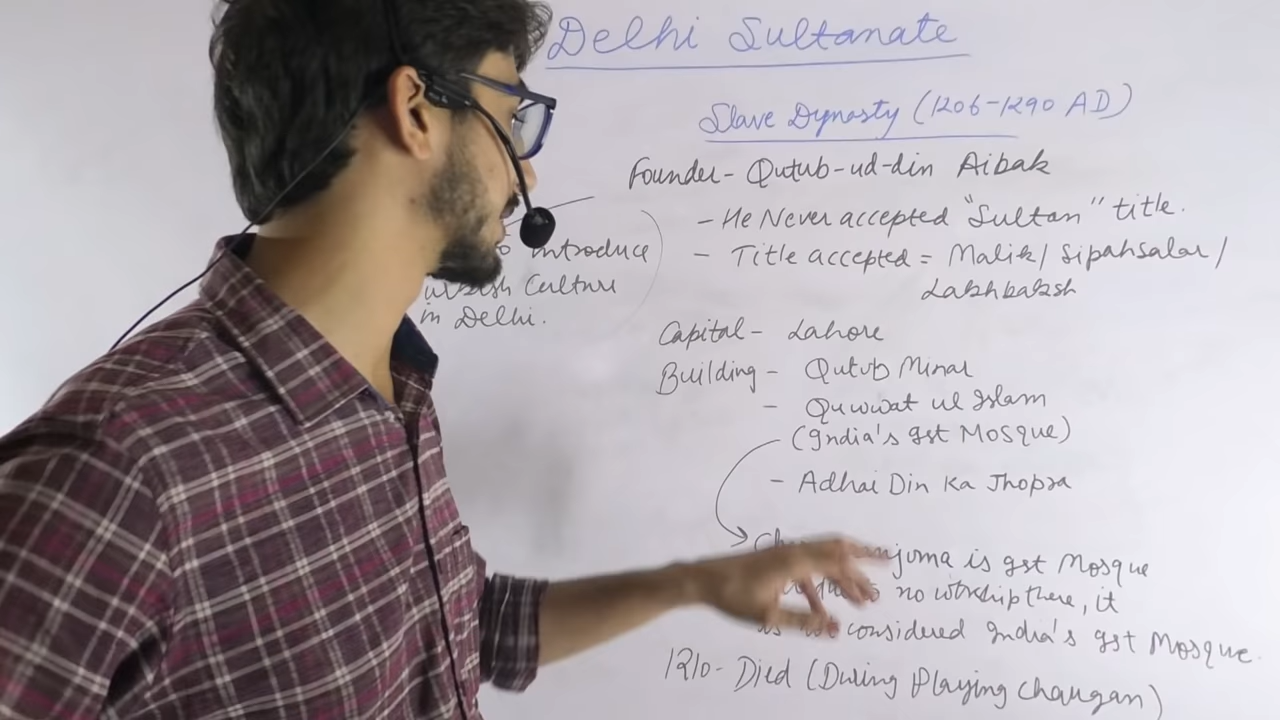 Delhi Sultanate
Slave Dynasty (1206-1290 AD)
Founder- Qutub-ud-din Aibak
- He Never accepted "Sultan" title.
- Title accepted = Malik/ Sipahsalar/
Lakhbaksh
introduce
Culture
in Delhi.
Capital- Lahore
Building- Qutub Minar
- Quwwat ul Islam
(India's 1st Mosque)
- Adhai Din Ka Jhopra
is 1st Mosque
no worship there, it
considered India's 1st Mosque.
1210- Died (During Playing Chaugan)